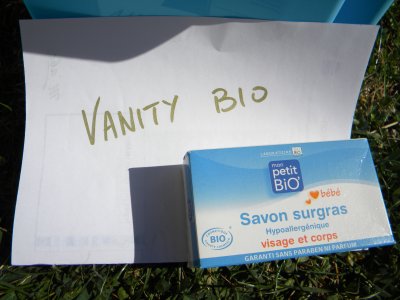 VANITY BIO
mon
petit
BiO
bébé
Savon surgras
Hypoallergénique
visage et corps
BIO
GARANTI SANS PARABEN NI PARFUM